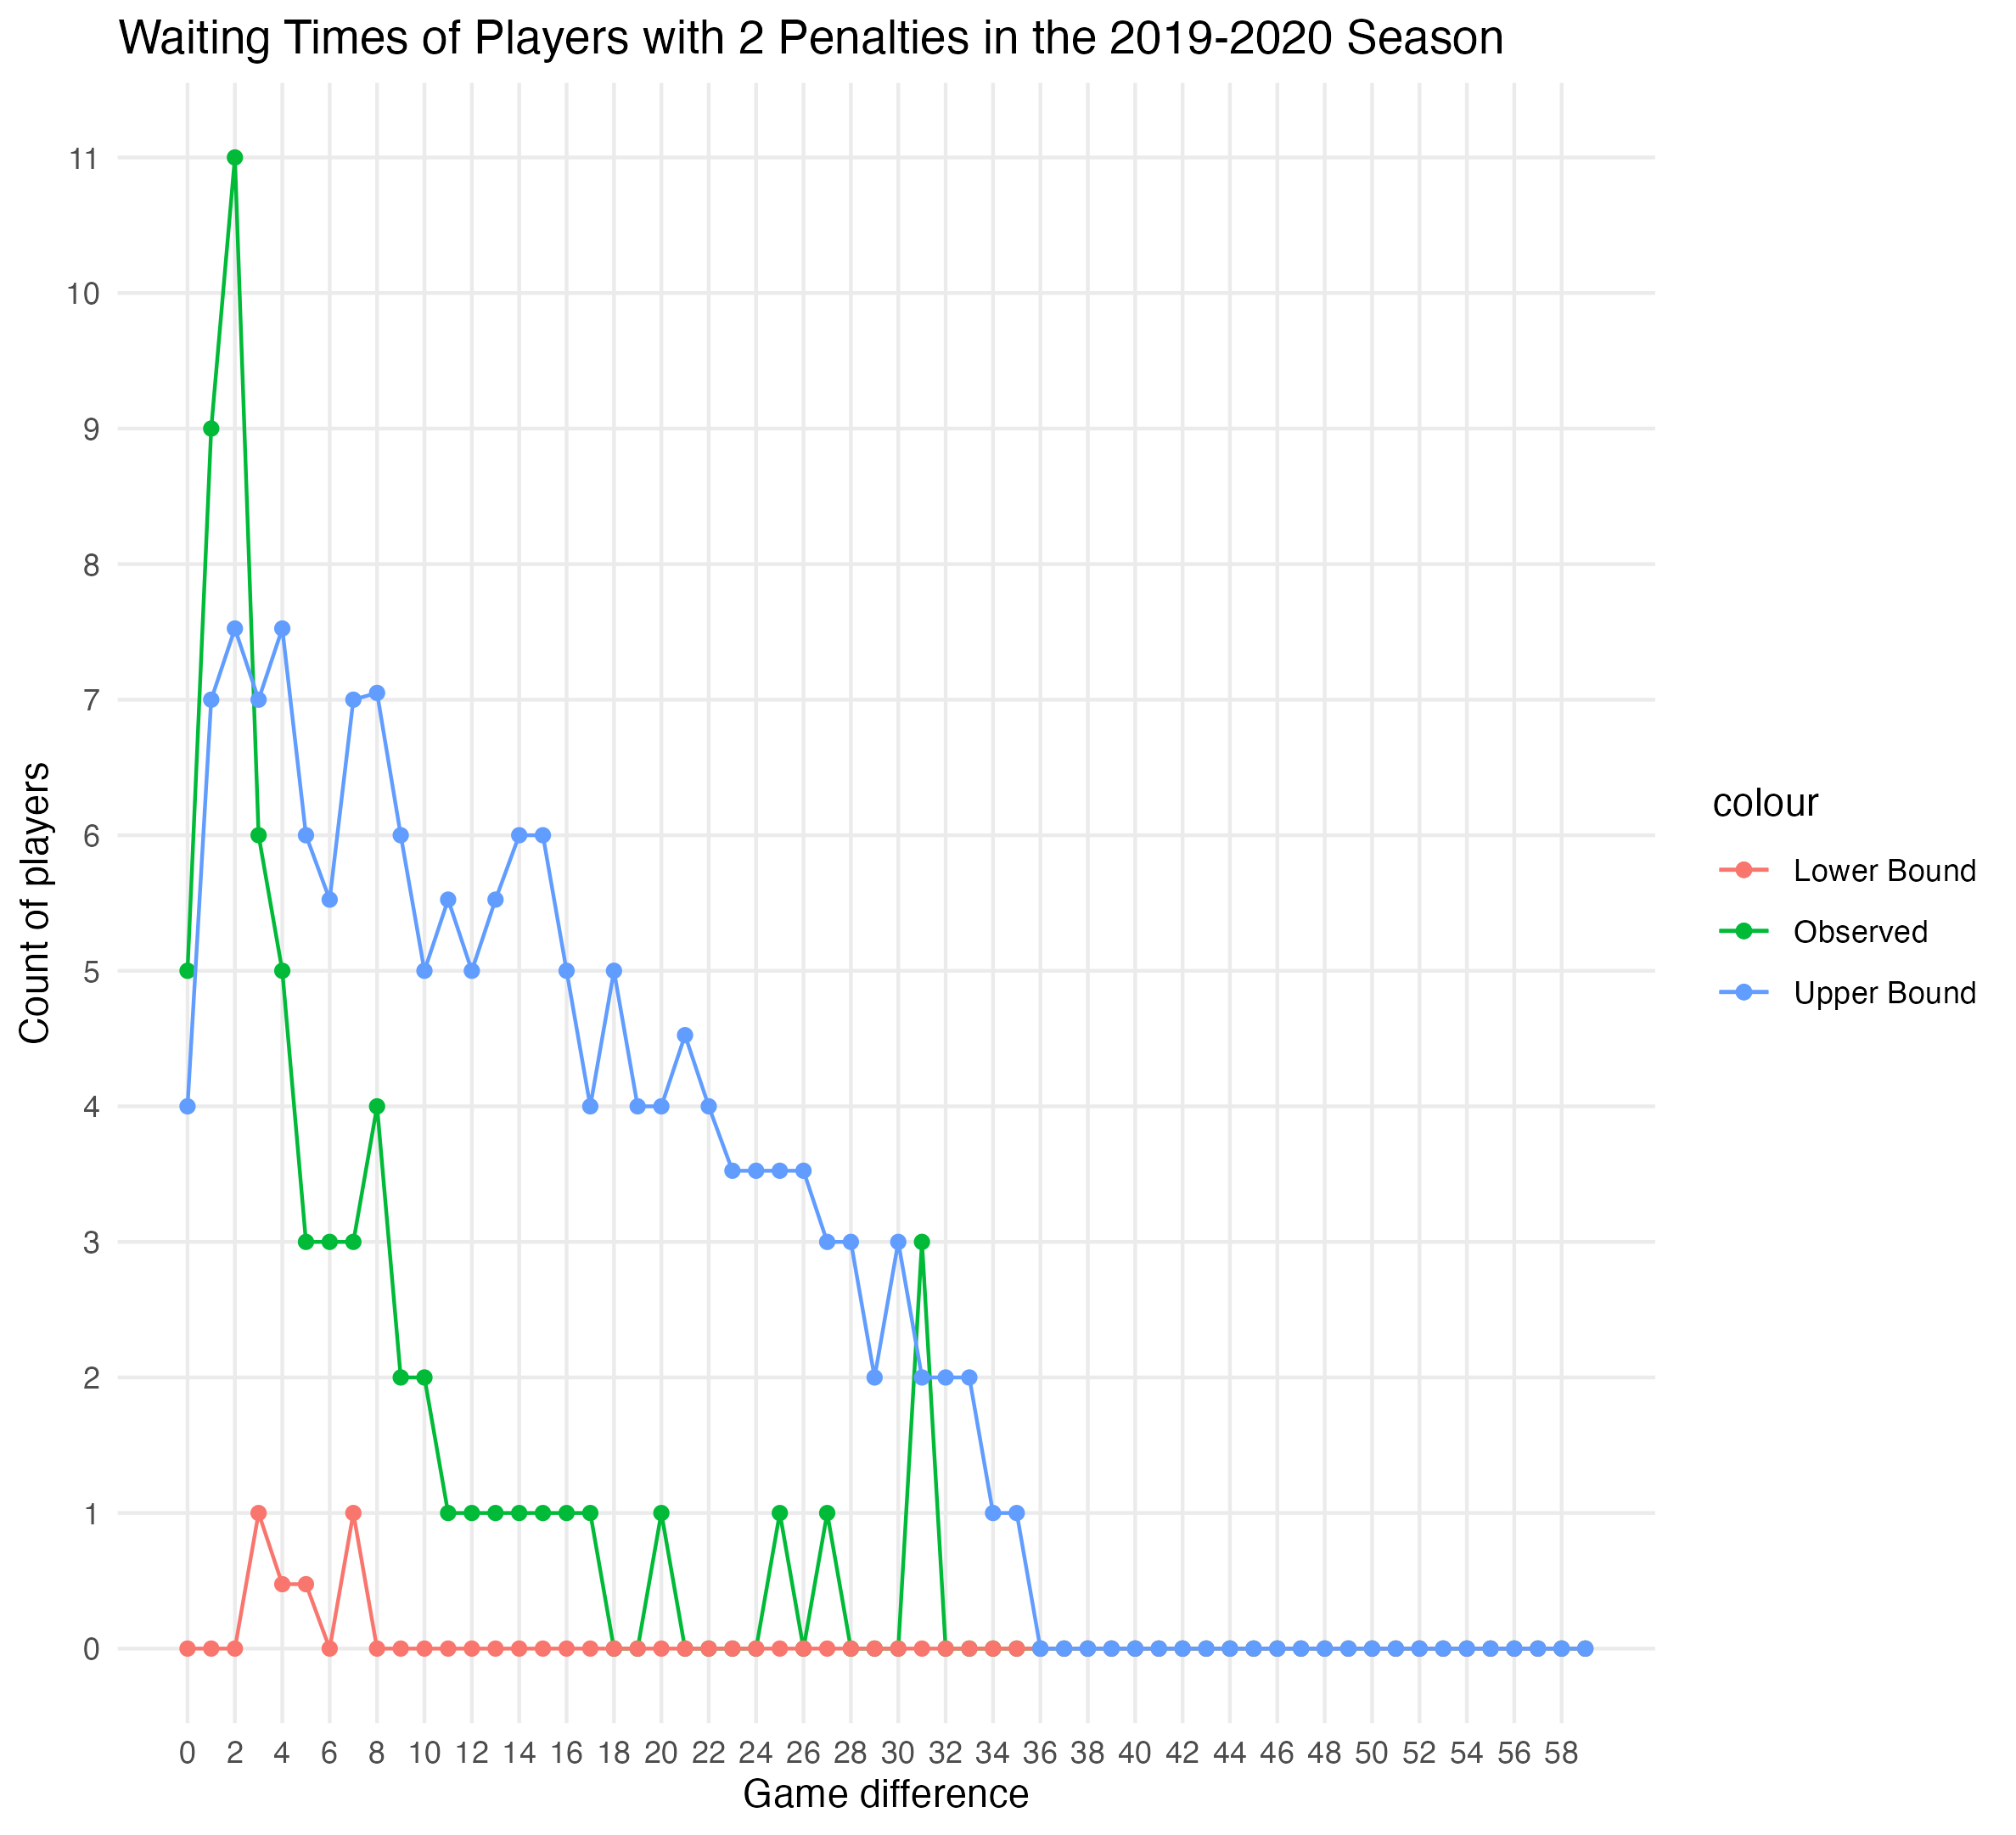 Waiting Times of Players with 2 Penalties in the 2019-2020 Season
Count of players
11
10
9
8
7
6
5
4
3
2
1
0
0 2 4 6 8 10 12 14 16 18 20 22 24 26 28 30 32 34 36 38 40 42 44 46 48 50 52 54 56 58
Game difference
colour
Lower Bound
Observed
Upper Bound